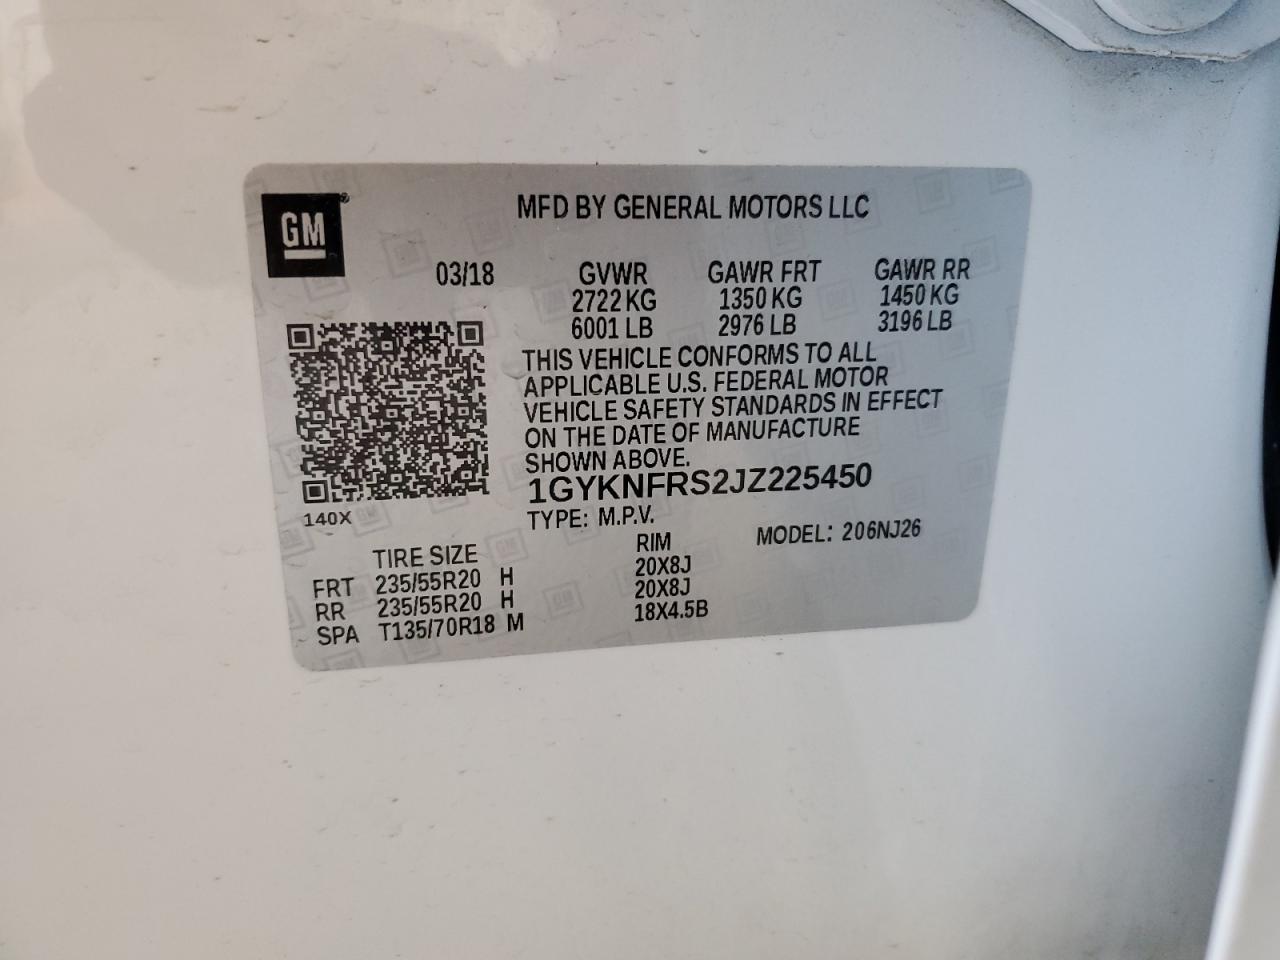 GM
MFD BY GENERAL MOTORS LLC
03/18 GVWR GAWR FRT GAWR RR
2722 KG 1350 KG 1450 KG
6001 LB 2976 LB 3196 LB
THIS VEHICLE CONFORMS TO ALL
APPLICABLE U.S. FEDERAL MOTOR
VEHICLE SAFETY STANDARDS IN EFFECT
ON THE DATE OF MANUFACTURE
SHOWN ABOVE.
1GYKNFRS2JZ225450
140X
TYPE: M.P.V. MODEL: 206NJ26
TIRE SIZE RIM
FRT 235/55R20 H 20X8J
RR 235/55R20 H 20X8J
SPA T135/70R18 M 18X4.5B